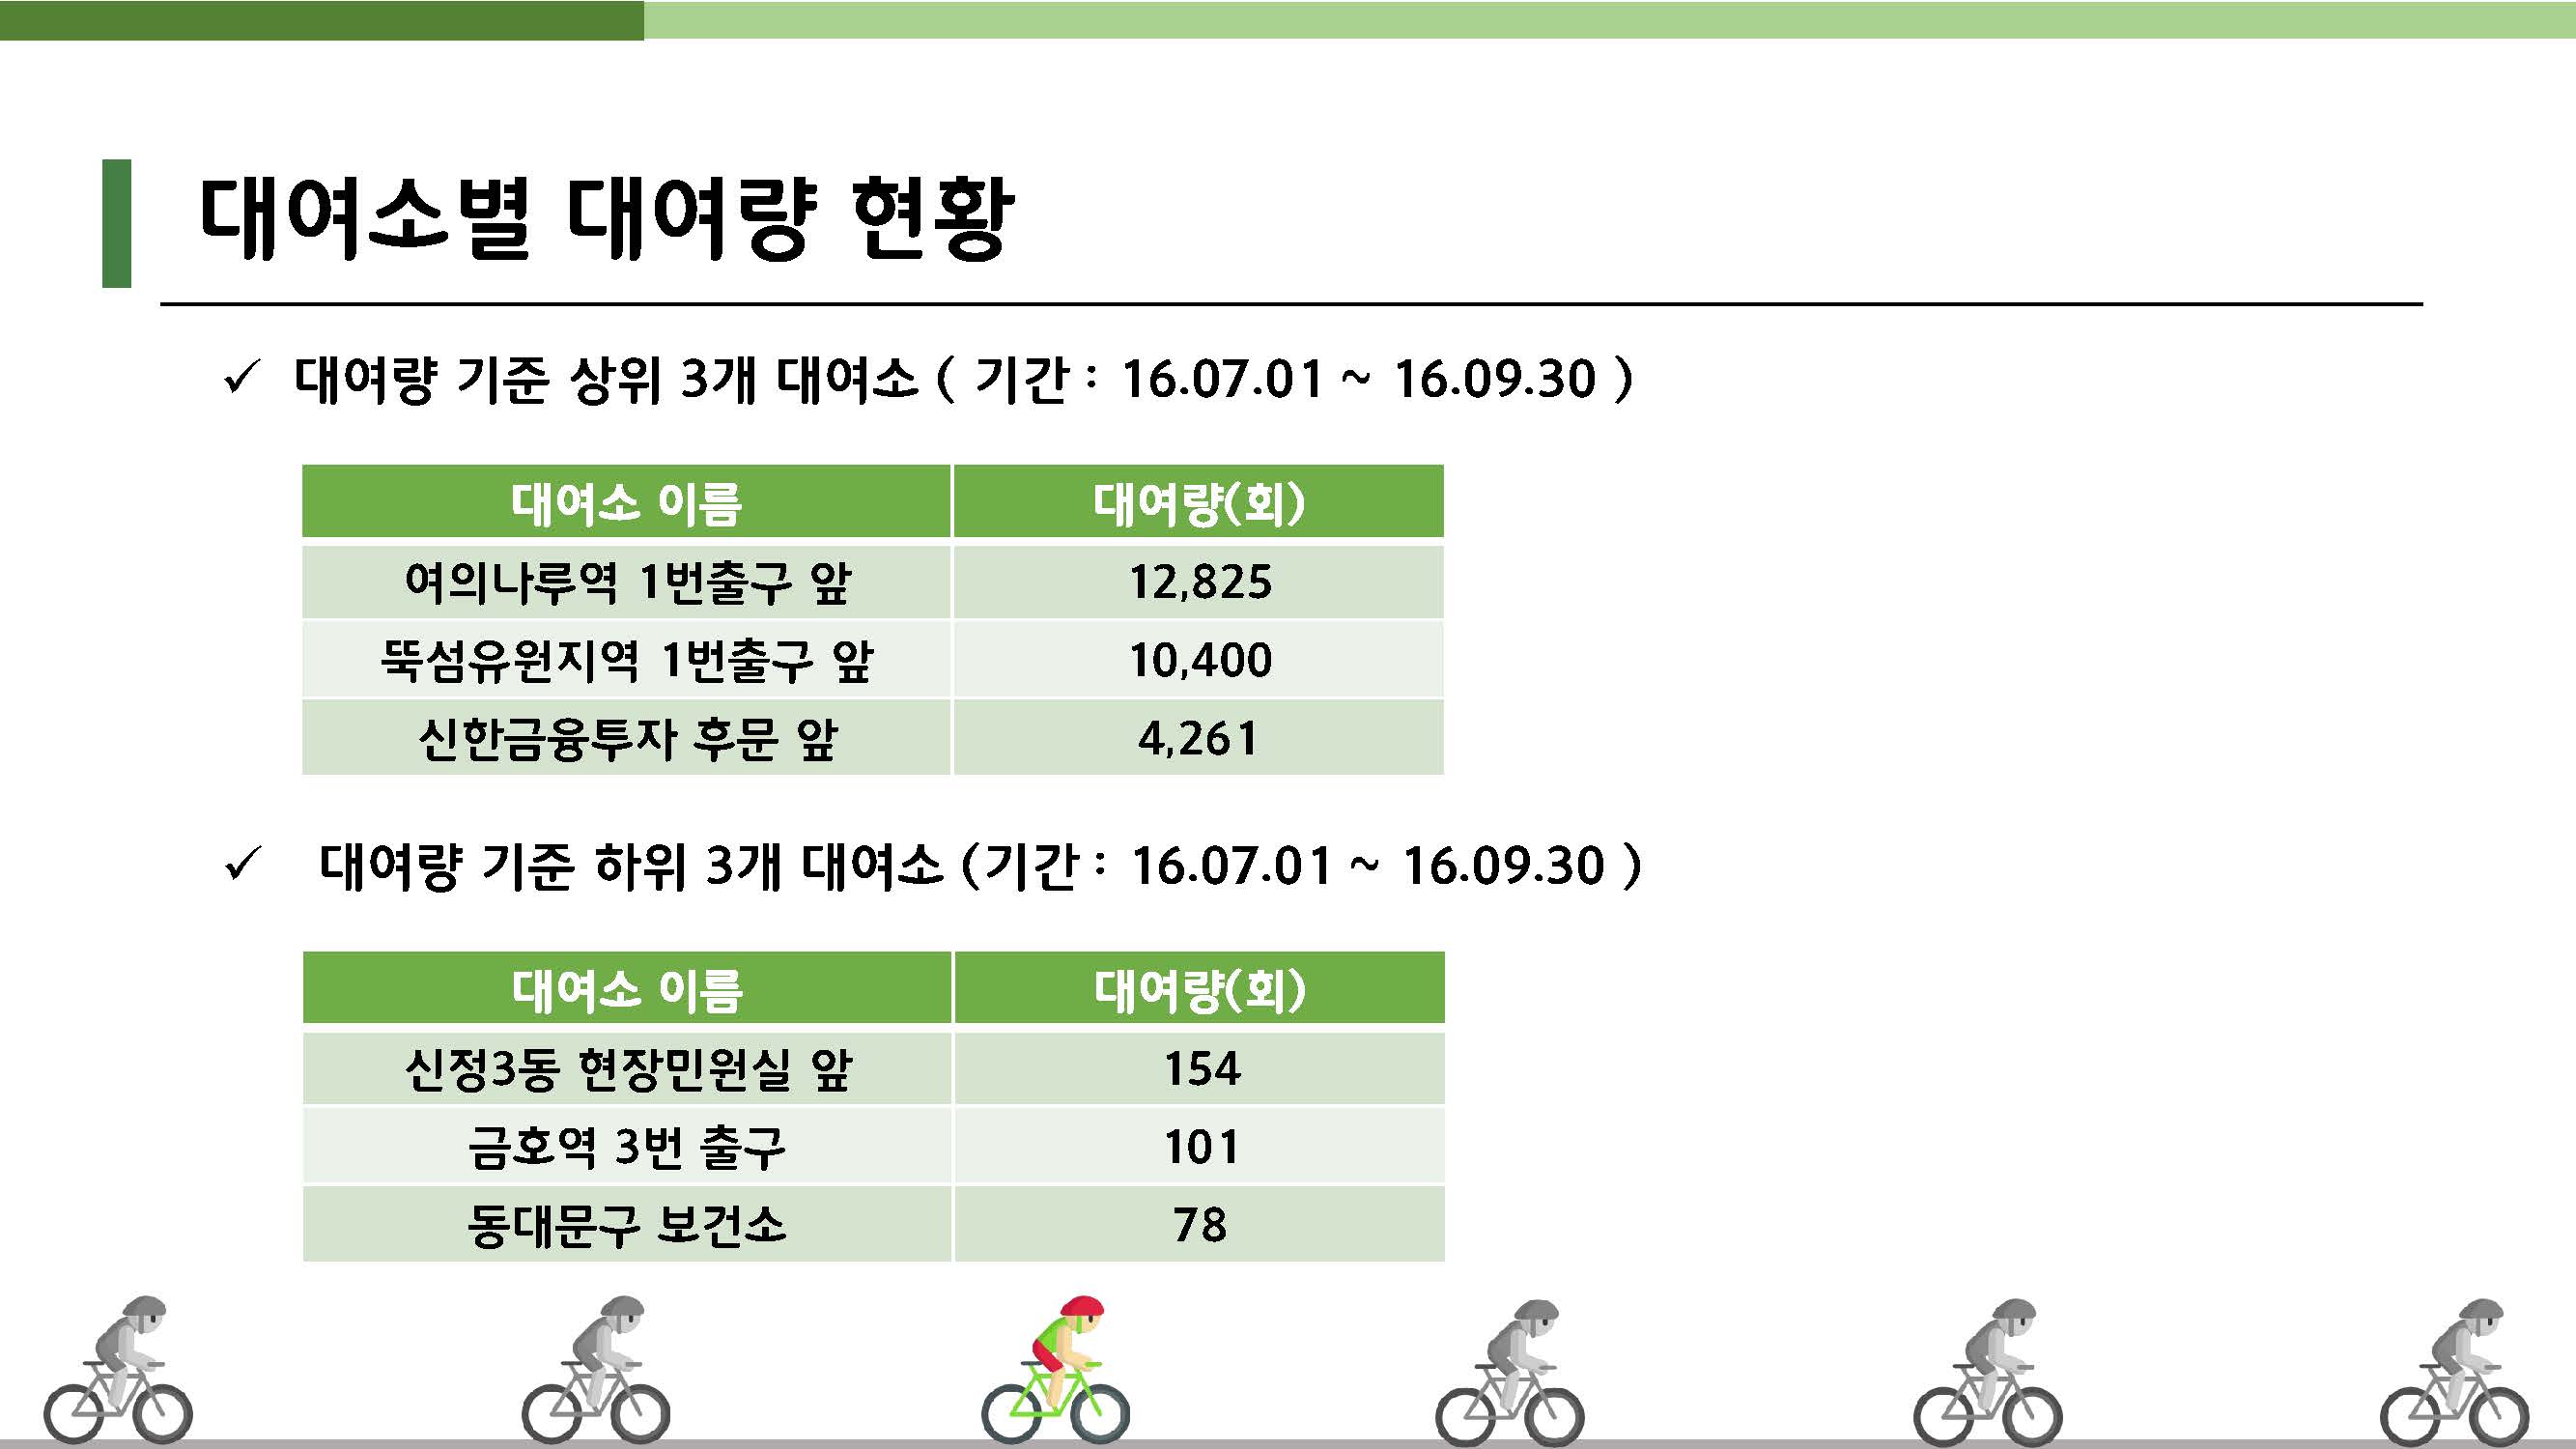 대여소별 대여량 현황
✓ 대여량 기준 상위 3개 대여소 ( 기간 : 16.07.01 ~ 16.09.30 )
대여소 이름 대여량(회)
여의나루역 1번출구 앞 12,825
뚝섬유원지역 1번출구 앞 10,400
신한금융투자 후문 앞 4,261
✓ 대여량 기준 하위 3개 대여소 (기간 : 16.07.01 ~ 16.09.30 )
대여소 이름 대여량(회)
신정3동 현장민원실 앞 154
금호역 3번 출구 101
동대문구 보건소 78